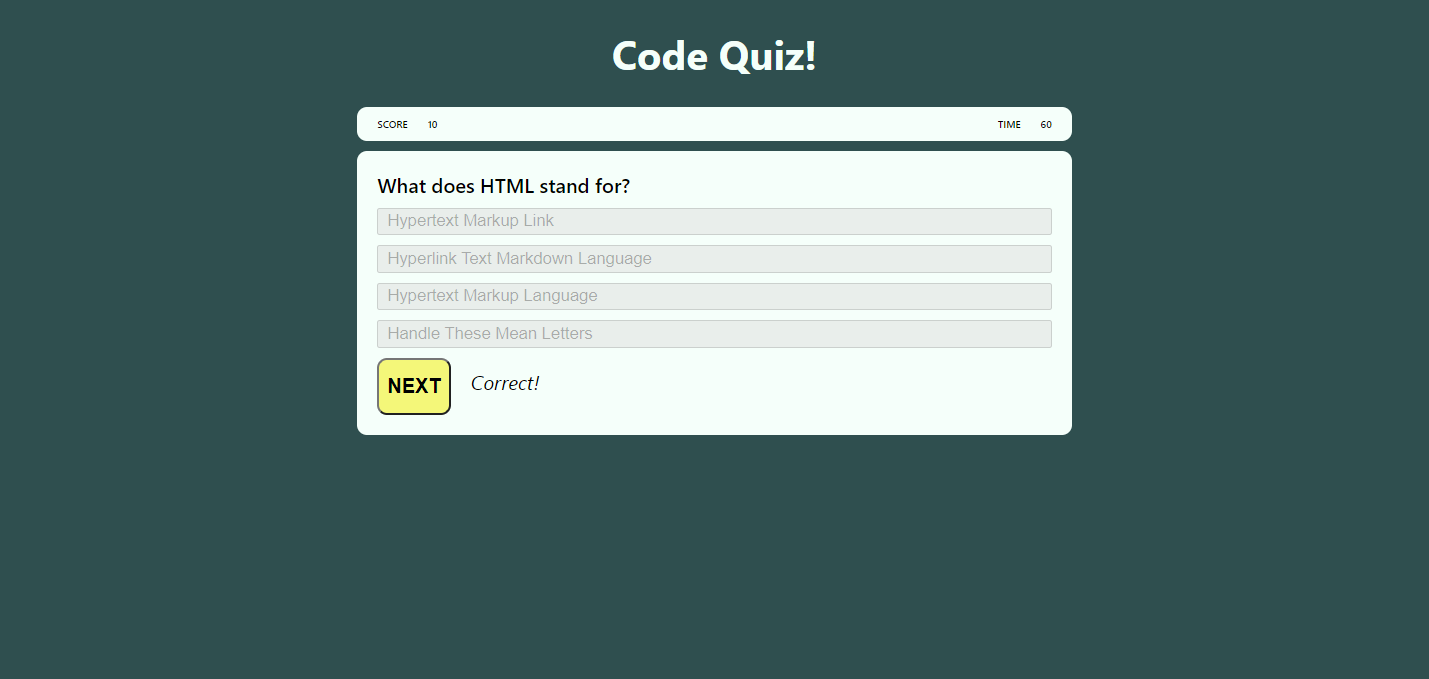 Code Quiz!
SCORE 10 TIME 60
What does HTML stand for?
Hypertext Markup Link
Hyperlink Text Markdown Language
Hypertext Markup Language
Handle These Mean Letters
NEXT Correct!